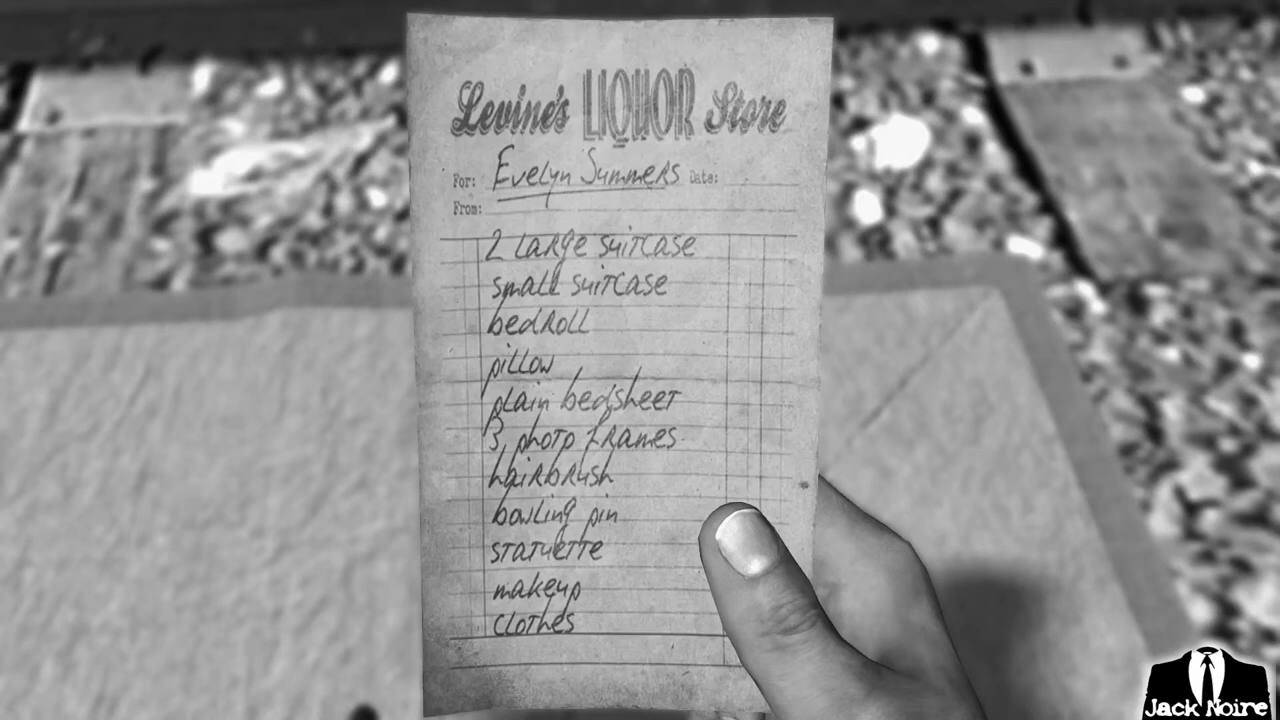 Levine's LIQUOR Store
For: Evelyn Summers Date:
From:
2 large suitcase
small suitcase
bedroll
pillow
plain bedsheet
3 photo frames
hairbrush
bowling pin
statuette
makeup
clothes
Jack Noire